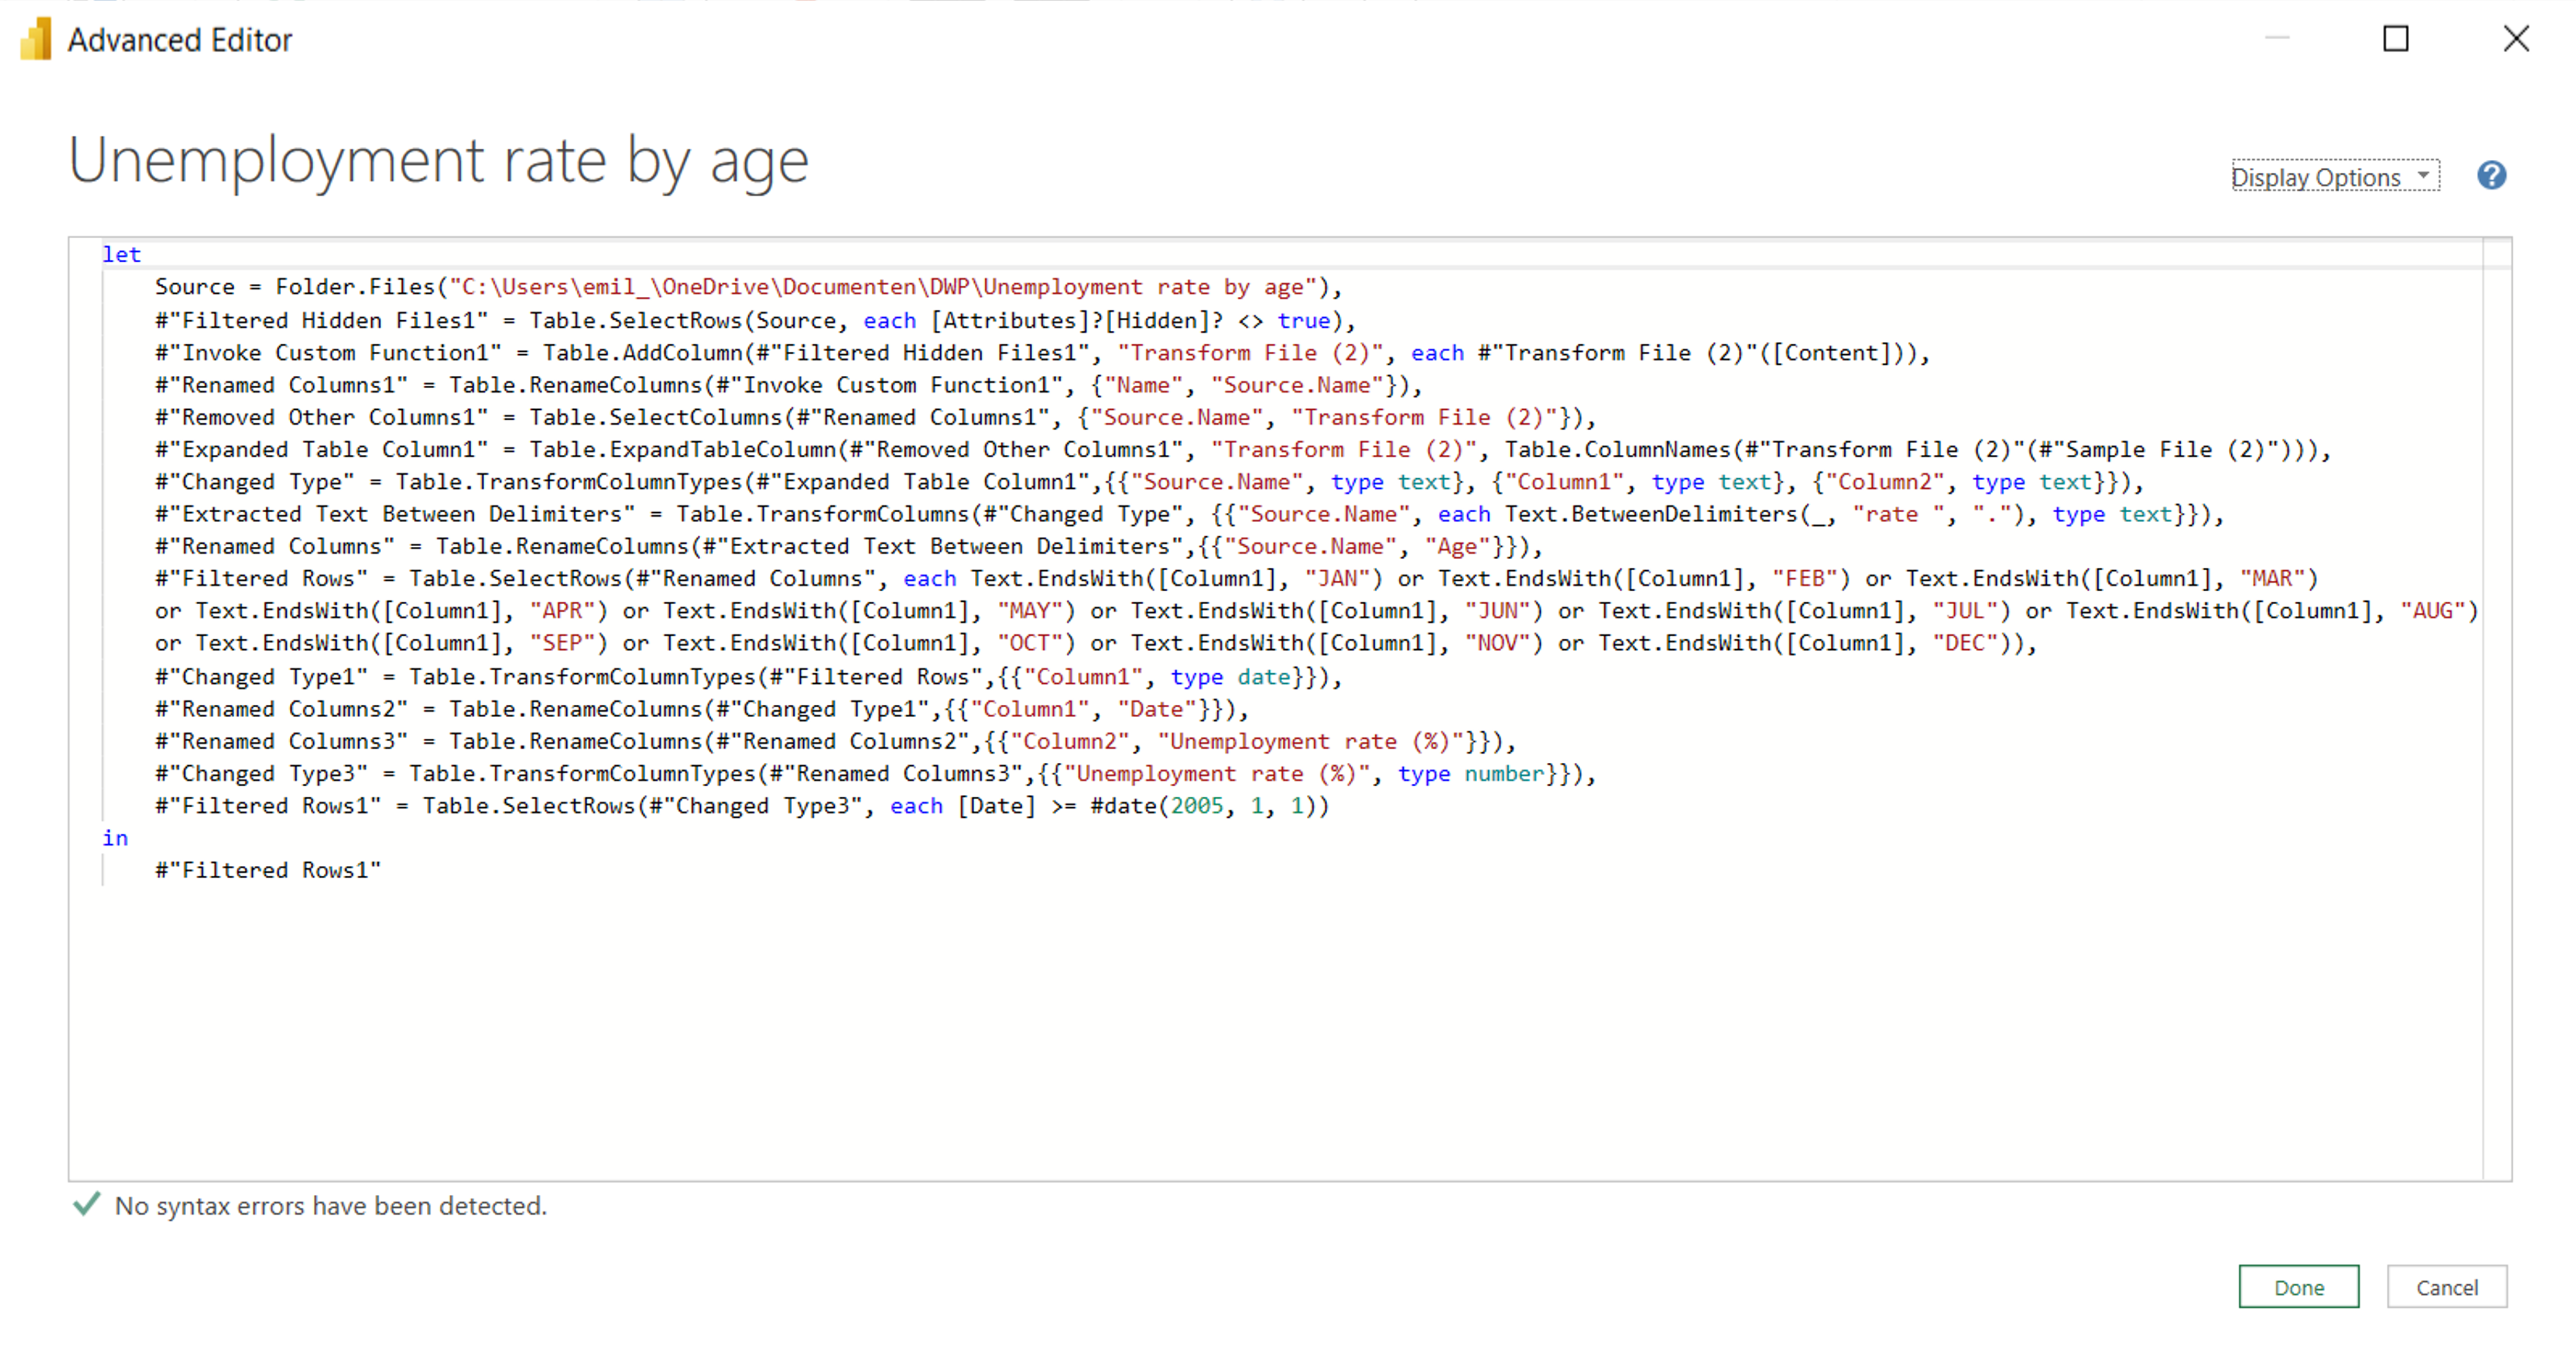 Advanced Editor
Unemployment rate by age
Display Options
?
let
Source = Folder.Files("C:\Users\emil_\OneDrive\Documenten\DWP\Unemployment rate by age"),
#"Filtered Hidden Files1" = Table.SelectRows(Source, each [Attributes]?[Hidden]? <> true),
#"Invoke Custom Function1" = Table.AddColumn(#"Filtered Hidden Files1", "Transform File (2)", each #"Transform File (2)"([Content])),
#"Renamed Columns1" = Table.RenameColumns(#"Invoke Custom Function1", {"Name", "Source.Name"}),
#"Removed Other Columns1" = Table.SelectColumns(#"Renamed Columns1", {"Source.Name", "Transform File (2)"}),
#"Expanded Table Column1" = Table.ExpandTableColumn(#"Removed Other Columns1", "Transform File (2)", Table.ColumnNames(#"Transform File (2)"(#"Sample File (2)"))),
#"Changed Type" = Table.TransformColumnTypes(#"Expanded Table Column1",{{"Source.Name", type text}, {"Column1", type text}, {"Column2", type text}}),
#"Extracted Text Between Delimiters" = Table.TransformColumns(#"Changed Type", {{"Source.Name", each Text.BetweenDelimiters(_, "rate ", "."), type text}}),
#"Renamed Columns" = Table.RenameColumns(#"Extracted Text Between Delimiters",{{"Source.Name", "Age"}}),
#"Filtered Rows" = Table.SelectRows(#"Renamed Columns", each Text.EndsWith([Column1], "JAN") or Text.EndsWith([Column1], "FEB") or Text.EndsWith([Column1], "MAR")
or Text.EndsWith([Column1], "APR") or Text.EndsWith([Column1], "MAY") or Text.EndsWith([Column1], "JUN") or Text.EndsWith([Column1], "JUL") or Text.EndsWith([Column1], "AUG")
or Text.EndsWith([Column1], "SEP") or Text.EndsWith([Column1], "OCT") or Text.EndsWith([Column1], "NOV") or Text.EndsWith([Column1], "DEC")),
#"Changed Type1" = Table.TransformColumnTypes(#"Filtered Rows",{{"Column1", type date}}),
#"Renamed Columns2" = Table.RenameColumns(#"Changed Type1",{{"Column1", "Date"}}),
#"Renamed Columns3" = Table.RenameColumns(#"Renamed Columns2",{{"Column2", "Unemployment rate (%)"}}),
#"Changed Type3" = Table.TransformColumnTypes(#"Renamed Columns3",{{"Unemployment rate (%)", type number}}),
#"Filtered Rows1" = Table.SelectRows(#"Changed Type3", each [Date] >= #date(2005, 1, 1))
in
#"Filtered Rows1"
No syntax errors have been detected.
Done
Cancel